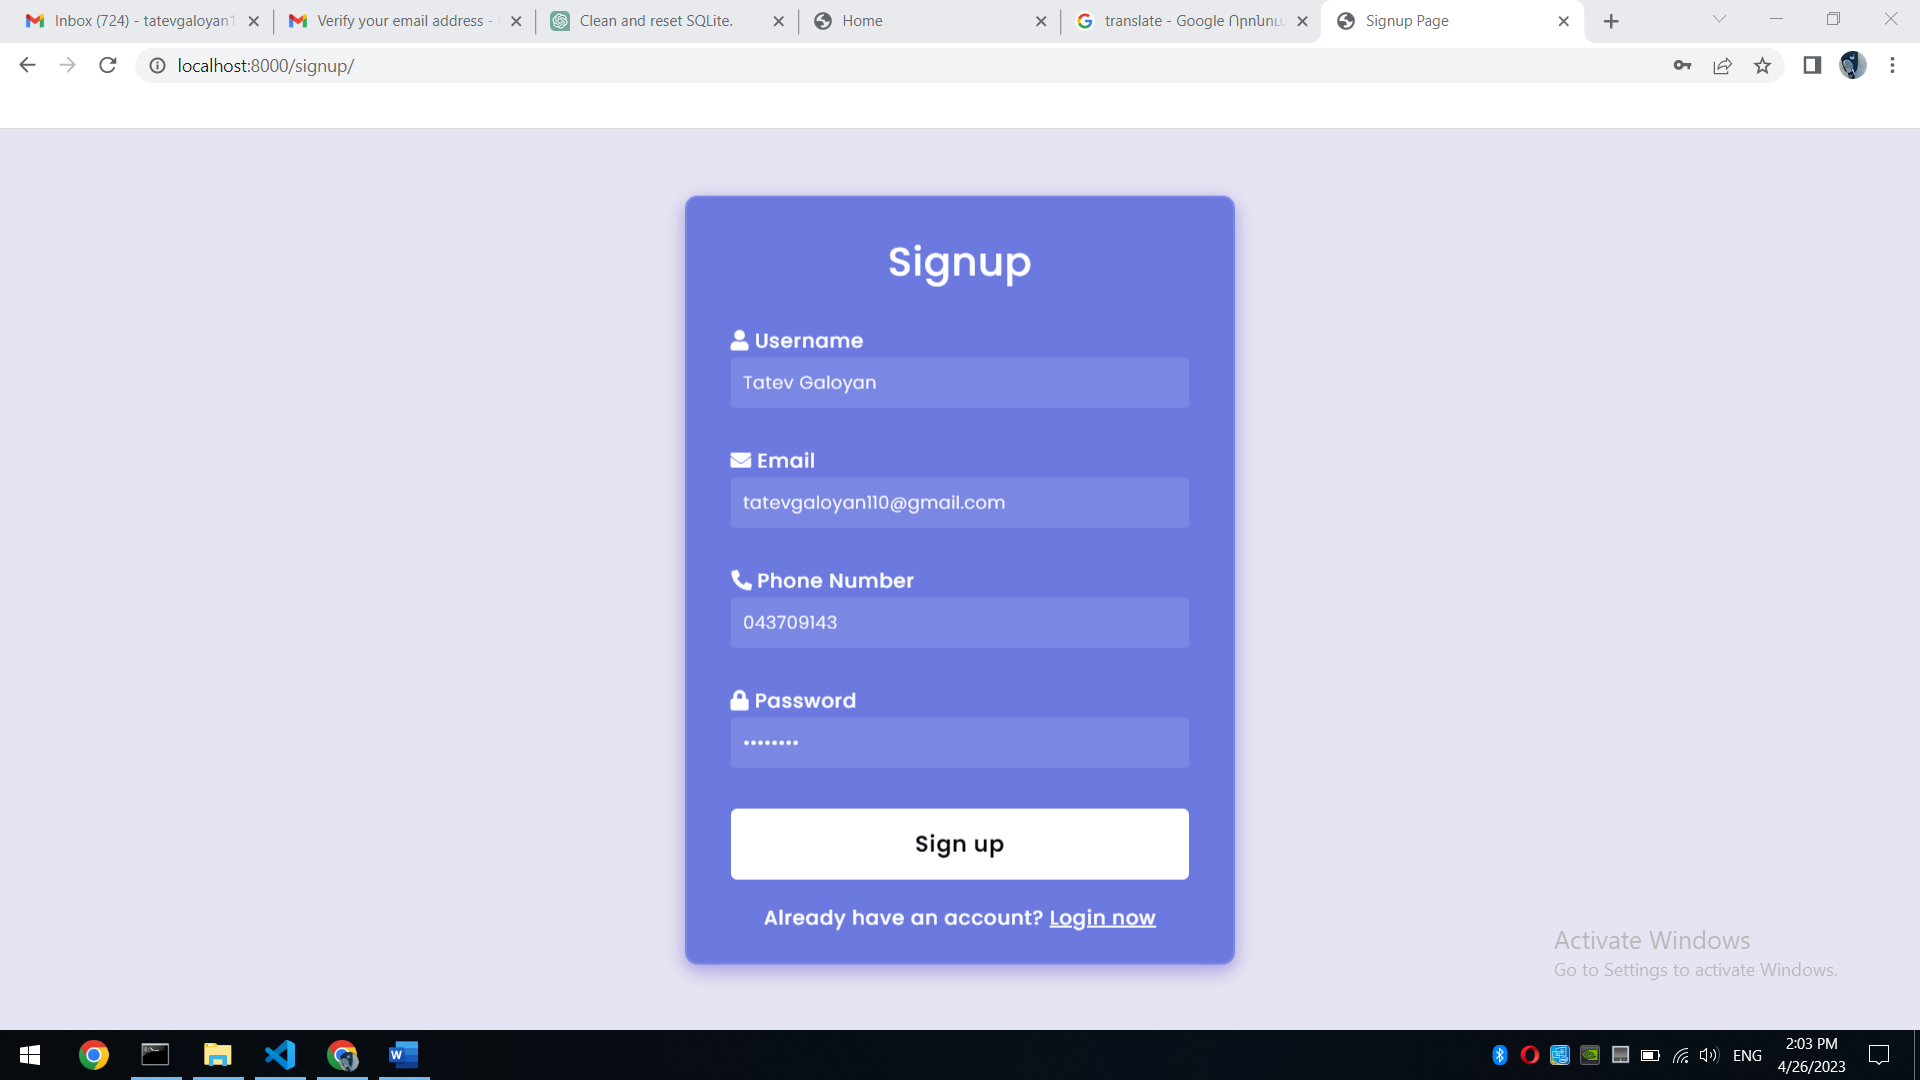 Inbox (724) - tatevgaloyan1
Verify your email address -
Clean and reset SQLite.
Home
translate - Google Որոնում
Signup Page
localhost:8000/signup/
Signup
Username
Tatev Galoyan
Email
tatevgaloyan110@gmail.com
Phone Number
043709143
Password
••••••••
Sign up
Already have an account? Login now
Activate Windows
Go to Settings to activate Windows.
ENG
2:03 PM
4/26/2023